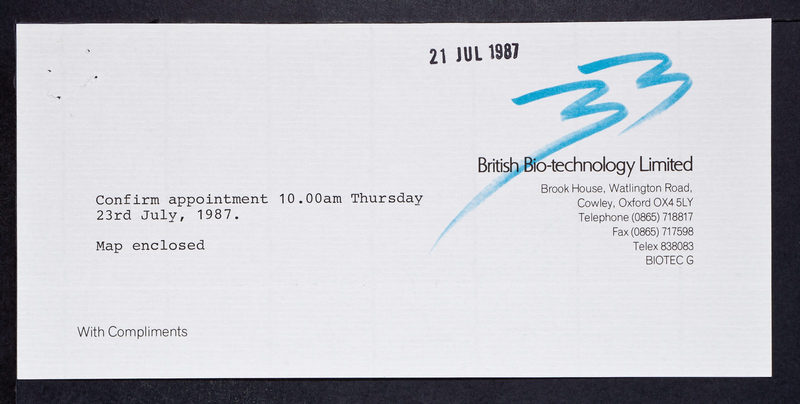 21 JUL 1987
British Bio-technology Limited
Brook House, Watlington Road,
Cowley, Oxford OX4 5LY
Telephone (0865) 718817
Fax (0865) 717598
Telex 838083
BIOTEC G
Confirm appointment 10.00am Thursday
23rd July, 1987.
Map enclosed
With Compliments